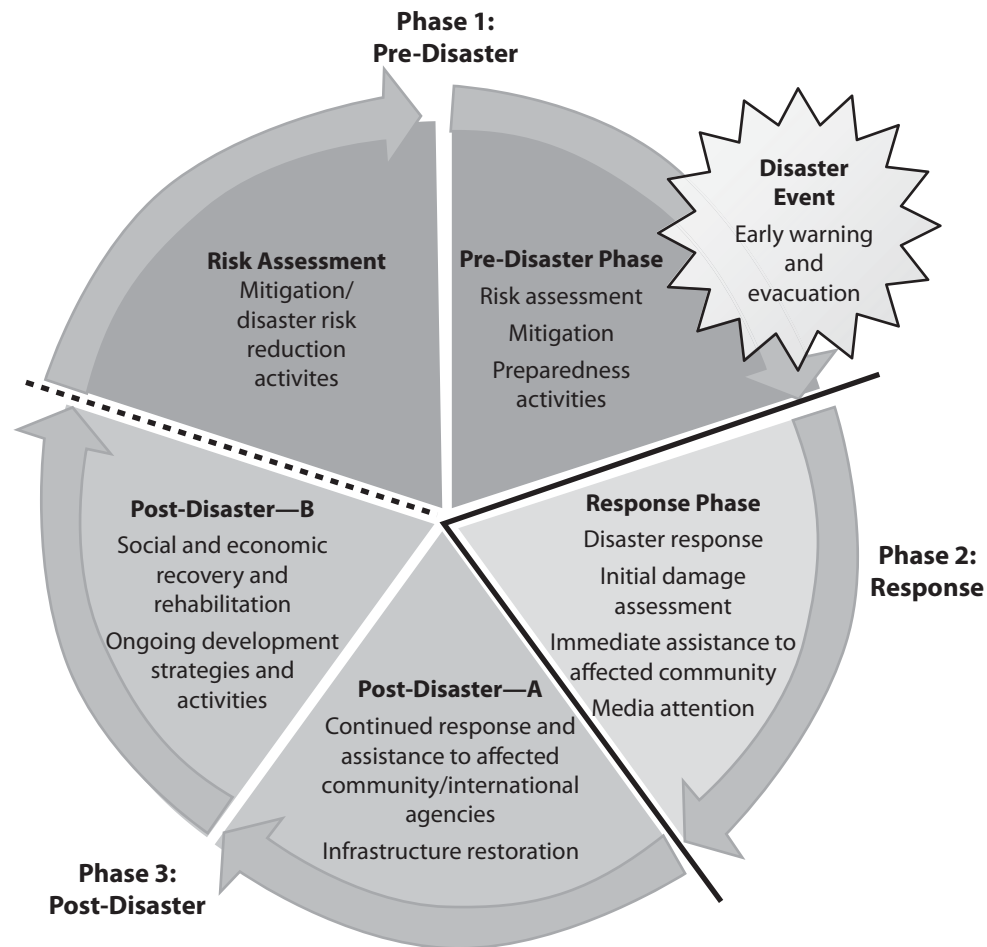 Phase 1:
Pre-Disaster
Disaster
Event
Early warning
and
evacuation
Pre-Disaster Phase
Risk assessment
Mitigation
Preparedness
activities
Risk Assessment
Mitigation/
disaster risk
reduction
activites
Response Phase
Disaster response
Initial damage
assessment
Immediate assistance to
affected community
Media attention
Phase 2:
Response
Post-Disaster—A
Continued response and
assistance to affected
community/international
agencies
Infrastructure restoration
Post-Disaster—B
Social and economic
recovery and
rehabilitation
Ongoing development
strategies and
activities
Phase 3:
Post-Disaster